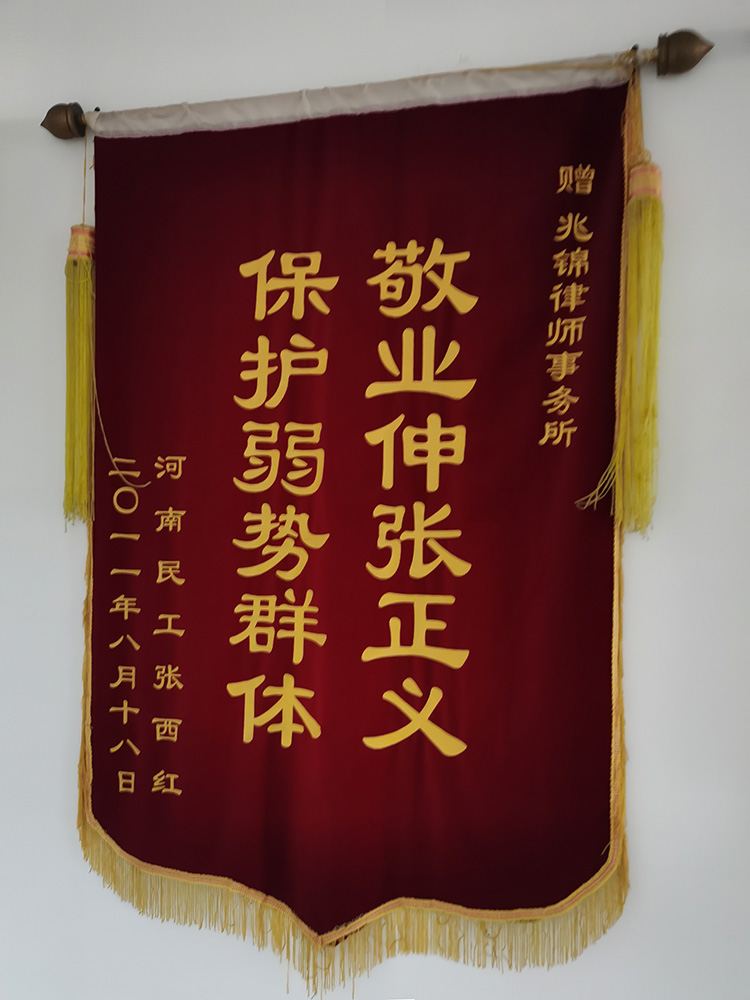 赠 兆锦律师事务所
敬业伸张正义
保护弱势群体
河南民工张西红
二〇一一年八月十八日